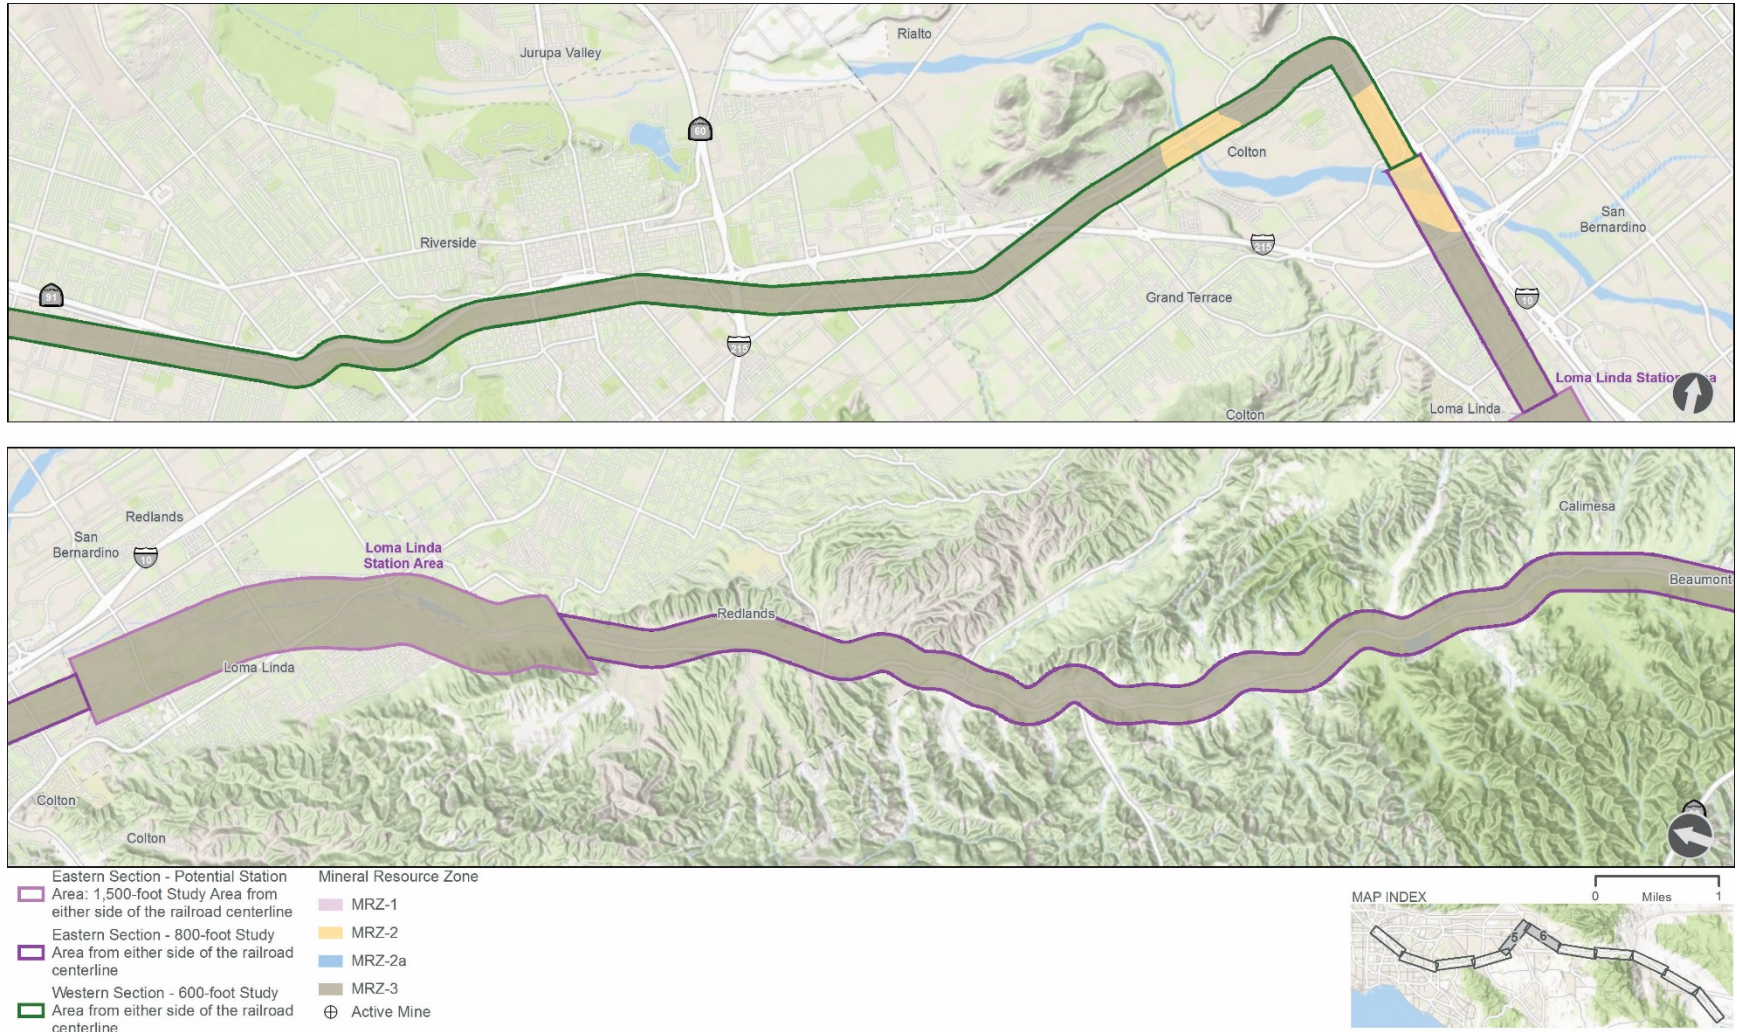 Jurupa Valley
Rialto
60
Colton
Riverside
San
Bernardino
215
91
Grand Terrace
10
215
Loma Linda Station
Loma Linda
Colton
Calimesa
Redlands
San
Bernardino
10
Loma Linda
Station Area
Beaumont
Redlands
Loma Linda
Colton
Colton
Eastern Section - Potential Station
Area: 1,500-foot Study Area from
either side of the railroad centerline
Eastern Section - 800-foot Study
Area from either side of the railroad
centerline
Western Section - 600-foot Study
Area from either side of the railroad
centerline
Mineral Resource Zone
MRZ-1
MRZ-2
MRZ-2a
MRZ-3
Active Mine
0 Miles 1
MAP INDEX
5
6